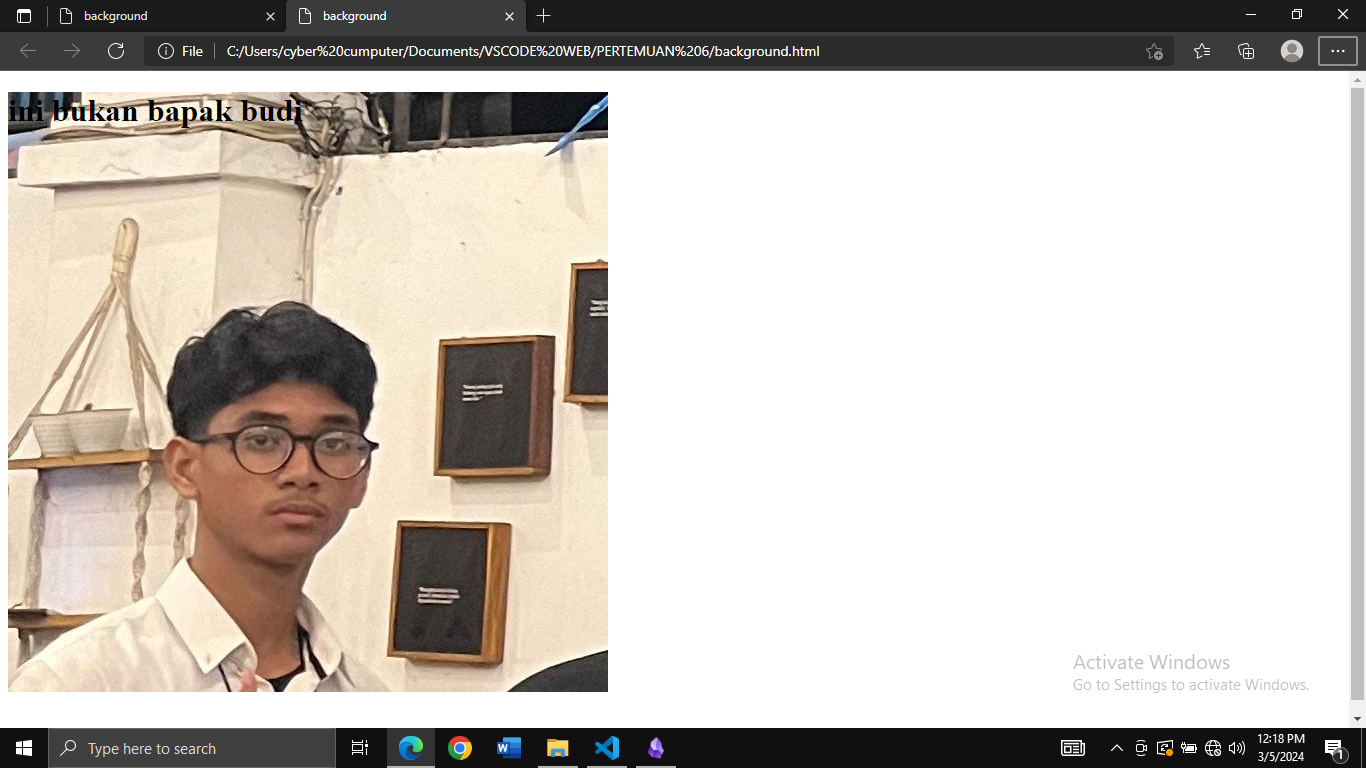 background
background
File
C:/Users/cyber%20cumputer/Documents/VSCODE%20WEB/PERTEMUAN%206/background.html
ini bukan bapak budi
Activate Windows
Go to Settings to activate Windows.
Type here to search
12:18 PM
3/5/2024
1